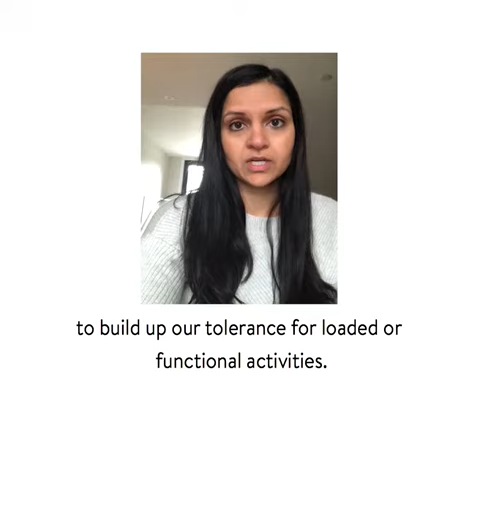 to build up our tolerance for loaded or
functional activities.